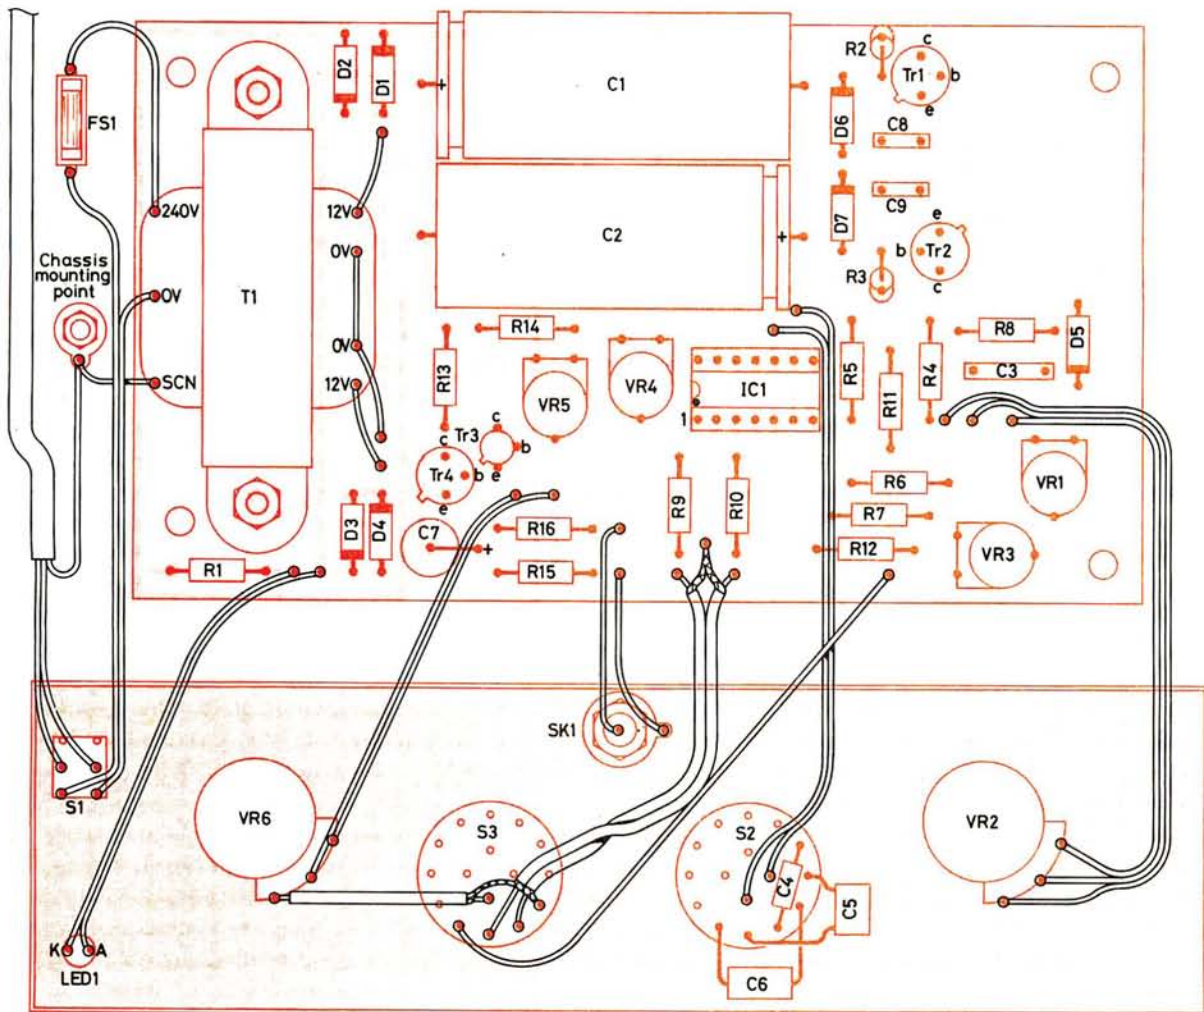 FS1
D2
D1
+
C1
R2
c
Tr1
b
e
D6
C8
240V
12V
C2
+
D7
C9
e
b
Tr2
c
R3
Chassis
mounting
point
0V
T1
0V
0V
SCN
12V
R14
R13
VR5
VR4
IC1
1
R5
R11
R4
R8
C3
D5
c
Tr3
b
e
c
Tr4
b
e
R9
R10
R6
VR1
R7
R12
VR3
D3
D4
C7
+
R16
R15
R1
SK1
S1
VR6
S3
S2
C4
C5
VR2
K
A
LED1
C6